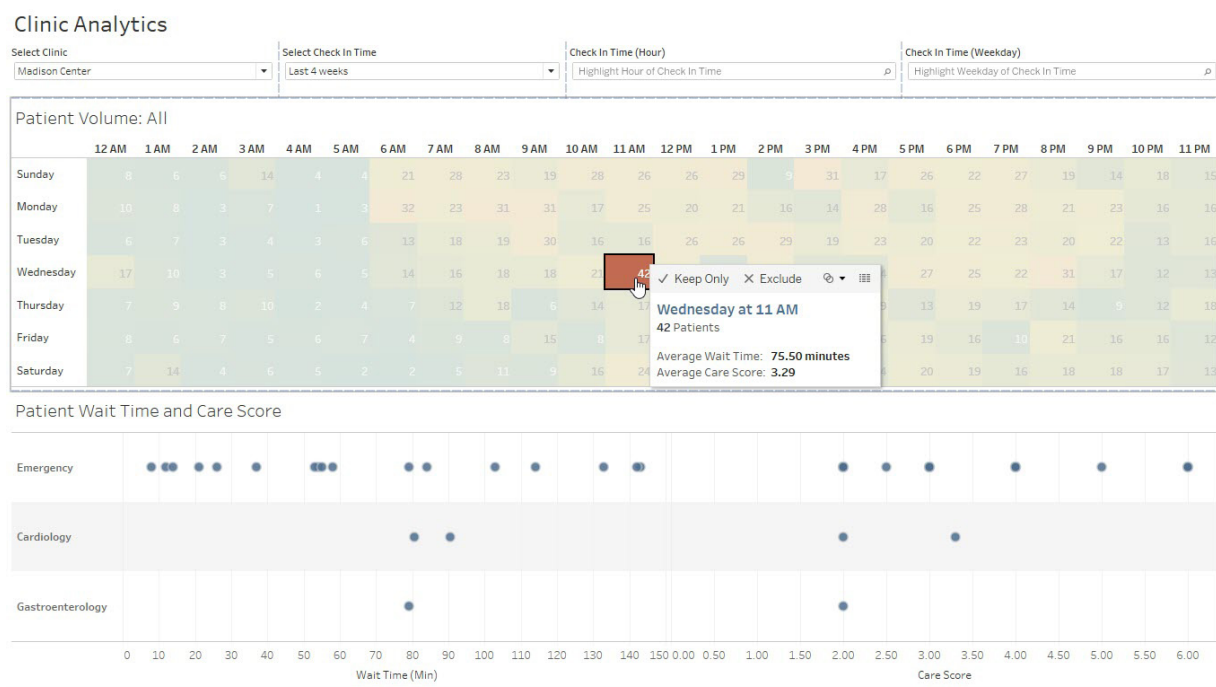 Clinic Analytics
Select Clinic Select Check In Time Check In Time (Hour) Check In Time (Weekday)
Madison Center Last 4 weeks Highlight Hour of Check In Time Highlight Weekday of Check In Time
Patient Volume: All
12 AM 1 AM 2 AM 3 AM 4 AM 5 AM 6 AM 7 AM 8 AM 9 AM 10 AM 11 AM 12 PM 1 PM 2 PM 3 PM 4 PM 5 PM 6 PM 7 PM 8 PM 9 PM 10 PM 11 PM
Sunday 8 6 6 14 4 4 21 28 23 19 28 26 26 29 9 31 17 26 22 27 19 14 18 15
Monday 10 8 3 7 1 3 32 23 31 31 17 25 20 21 16 14 28 16 25 28 21 23 16 16
Tuesday 6 7 3 4 3 6 13 18 19 30 16 16 26 26 29 19 23 20 22 23 20 22 13 16
Wednesday 17 10 3 5 6 5 14 16 18 18 21 42 27 25 22 31 17 12 13
Keep Only Exclude
Wednesday at 11 AM
42 Patients
Average Wait Time: 75.50 minutes
Average Care Score: 3.29
Thursday 7 9 8 10 2 4 7 12 18 6 14 17 13 19 17 14 9 12 18
Friday 8 6 7 5 6 7 4 9 8 15 8 17 19 16 10 21 16 16 12
Saturday 7 14 4 6 5 2 2 5 11 9 16 24 20 19 16 18 18 17 13
Patient Wait Time and Care Score
Emergency
Cardiology
Gastroenterology
0 10 20 30 40 50 60 70 80 90 100 110 120 130 140 150 0.00 0.50 1.00 1.50 2.00 2.50 3.00 3.50 4.00 4.50 5.00 5.50 6.00
Wait Time (Min) Care Score